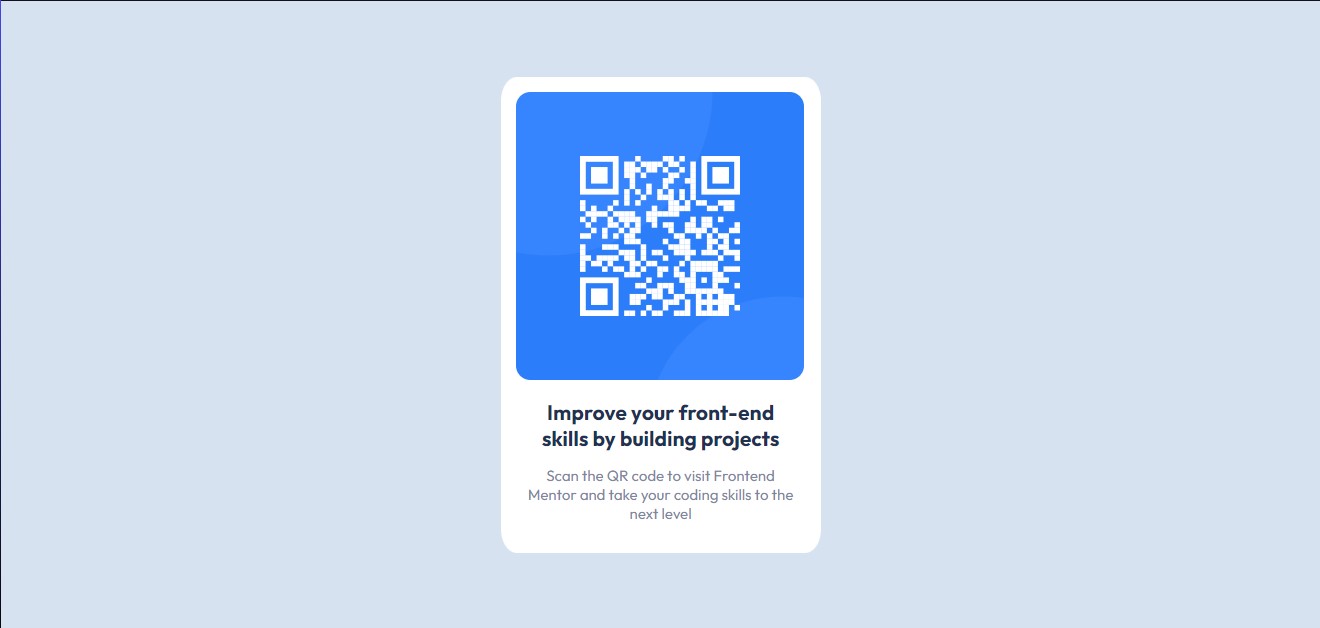 Improve your front-end
skills by building projects
Scan the QR code to visit Frontend
Mentor and take your coding skills to the
next level